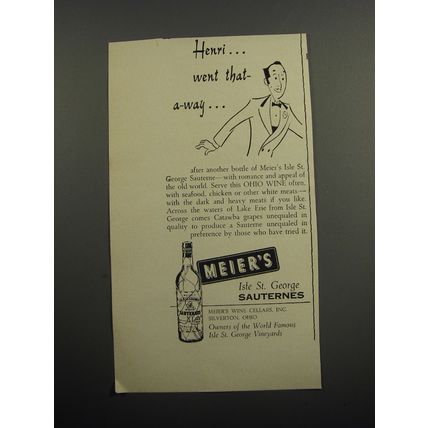 Henri...
went that-
a-way...
after another bottle of Meier's Isle St.
George Sauterne—with romance and appeal of
the old world. Serve this OHIO WINE often,
with seafood, chicken or other white meats—
with the dark and heavy meats if you like.
Across the waters of Lake Erie from Isle St.
George comes Catawba grapes unequaled in
quality to produce a Sauterne unequaled in
preference by those who have tried it.
MEIER'S
Isle St. George
SAUTERNES
MEIER'S WINE CELLARS, INC.
SILVERTON, OHIO
Owners of the World Famous
Isle St. George Vineyards
SAUTERNES